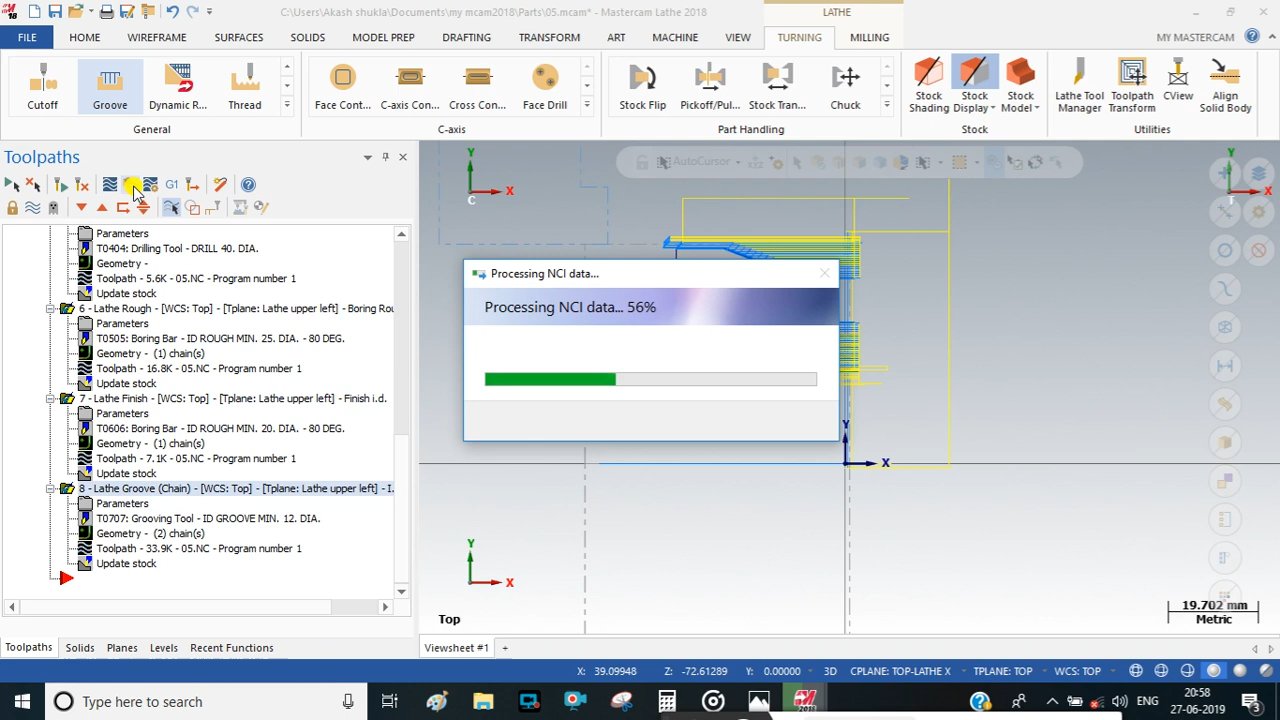 18
C:\Users\Akash shukla\Documents\my mcam2018\Parts\05.mcam* - Mastercam Lathe 2018
LATHE
FILE HOME WIREFRAME SURFACES SOLIDS MODEL PREP DRAFTING TRANSFORM ART MACHINE VIEW TURNING MILLING MY MASTERCAM
Cutoff Groove Dynamic R... Thread
General
Face Cont... C-axis Con... Cross Con... Face Drill
C-axis
Stock Flip Pickoff/Pul... Stock Tran... Chuck
Part Handling
Stock Shading
Stock Display
Stock Model
Stock
Lathe Tool Manager
Toolpath Transform
CView
Align Solid Body
Utilities
Toolpaths
G1
AutoCursor
Parameters
T0404: Drilling Tool - DRILL 40. DIA.
Geometry -
Toolpath - 5.0K - 05.NC - Program number 1
Update stock
6 - Lathe Rough - [WCS: Top] - [Tplane: Lathe upper left] - Boring Rou
Parameters
T0505: Boring Bar - ID ROUGH MIN. 25. DIA. - 80 DEG.
Geometry - (1) chain(s)
Toolpath - 13.9K - 05.NC - Program number 1
Update stock
7 - Lathe Finish - [WCS: Top] - [Tplane: Lathe upper left] - Finish i.d.
Parameters
T0606: Boring Bar - ID ROUGH MIN. 20. DIA. - 80 DEG.
Geometry - (1) chain(s)
Toolpath - 7.1K - 05.NC - Program number 1
Update stock
8 - Lathe Groove (Chain) - [WCS: Top] - [Tplane: Lathe upper left] - I.
Parameters
T0707: Grooving Tool - ID GROOVE MIN. 12. DIA.
Geometry - (2) chain(s)
Toolpath - 33.9K - 05.NC - Program number 1
Update stock
Y
X
C
Y
X
T
Processing NCI data...
Processing NCI data... 56%
Y
X
Y
X
Top
19.702 mm
Metric
Toolpaths Solids Planes Levels Recent Functions
Viewsheet #1 +
X: 39.09948 Z: -72.61289 Y: 0.00000 3D CPLANE: TOP-LATHE X TPLANE: TOP WCS: TOP
Type here to search
2018
ENG
20:58
27-06-2019
3